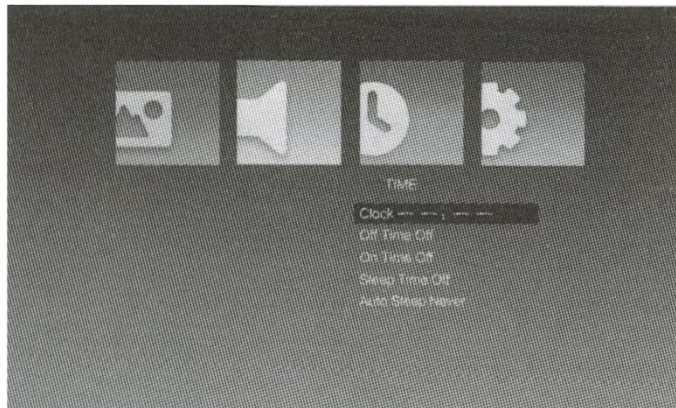 TIME
Clock -- -- : -- --
Off Time Off
On Time Off
Sleep Time Off
Auto Sleep Never